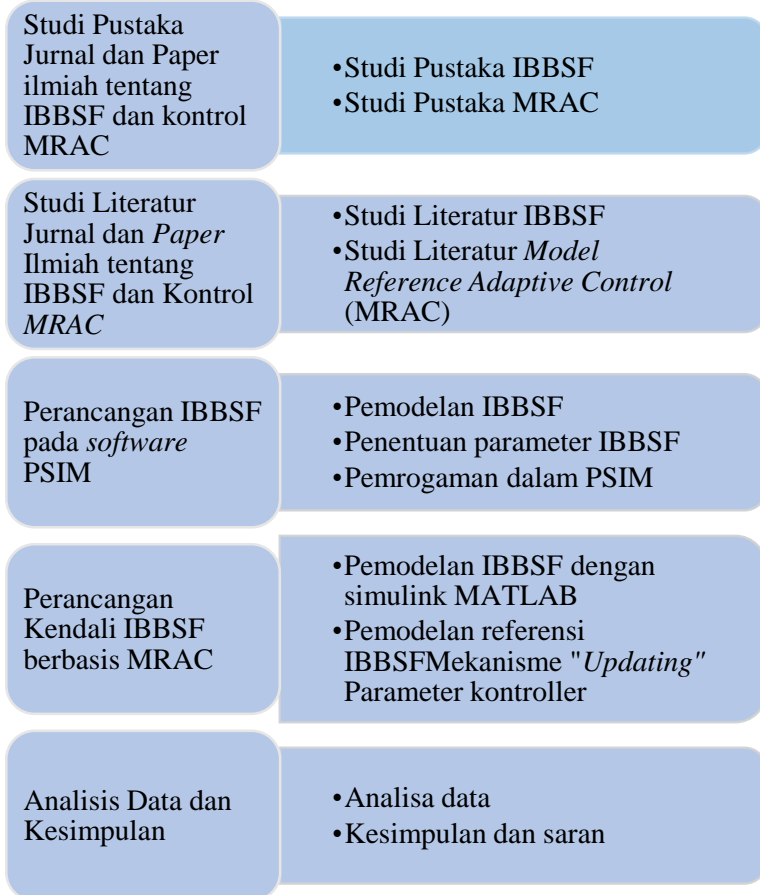 Studi Pustaka
Jurnal dan Paper
ilmiah tentang
IBBSF dan kontrol
MRAC
•Studi Pustaka IBBSF
•Studi Pustaka MRAC
Studi Literatur
Jurnal dan Paper
Ilmiah tentang
IBBSF dan Kontrol
MRAC
•Studi Literatur IBBSF
•Studi Literatur Model
Reference Adaptive Control
(MRAC)
Perancangan IBBSF
pada software
PSIM
•Pemodelan IBBSF
•Penentuan parameter IBBSF
•Pemrogaman dalam PSIM
Perancangan
Kendali IBBSF
berbasis MRAC
•Pemodelan IBBSF dengan
simulink MATLAB
•Pemodelan referensi
IBBSFMekanisme "Updating"
Parameter kontroller
Analisis Data dan
Kesimpulan
•Analisa data
•Kesimpulan dan saran